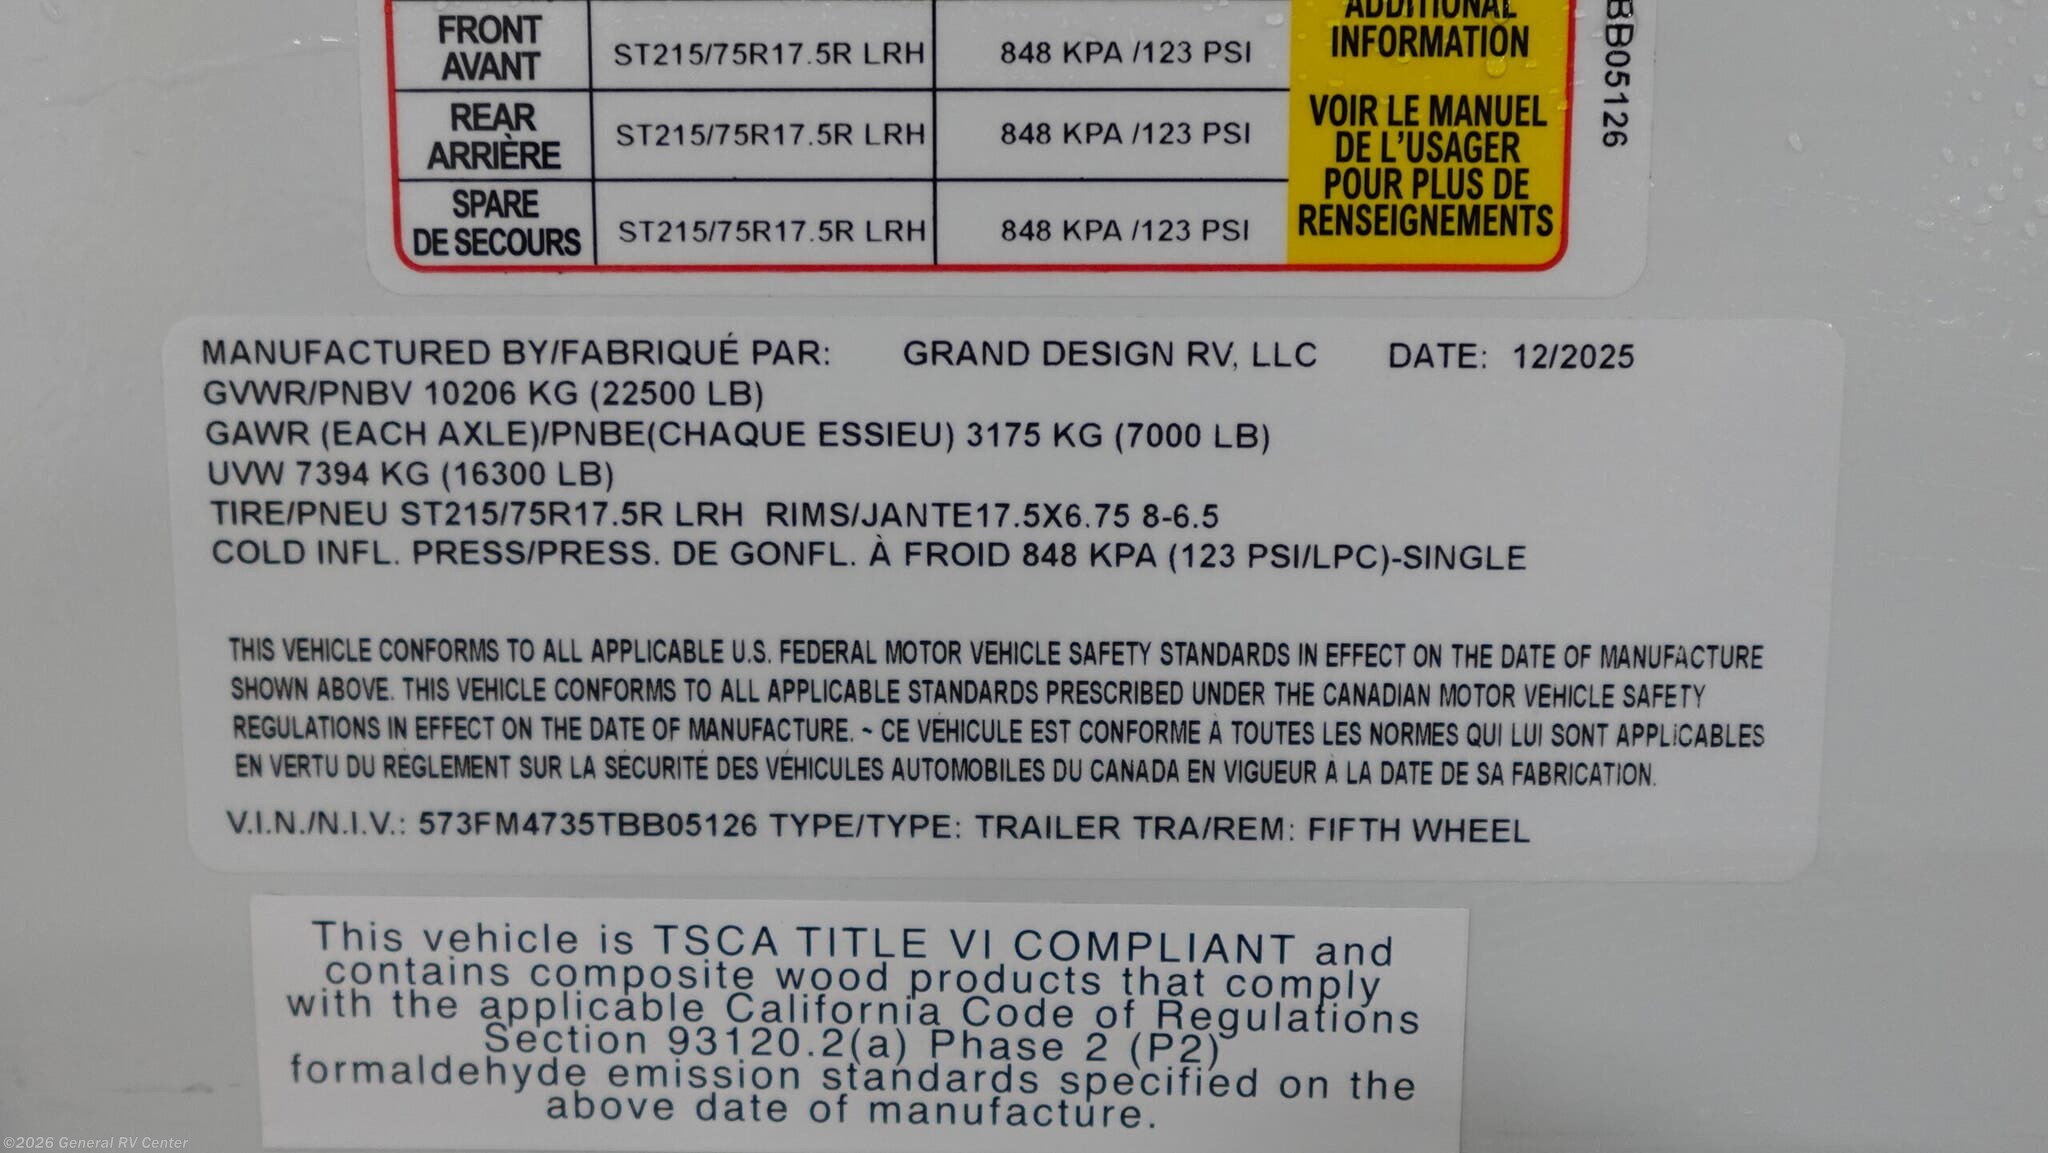 ADDITIONAL
INFORMATION
VOIR LE MANUEL
DE L'USAGER
POUR PLUS DE
RENSEIGNEMENTS
FRONT
AVANT
ST215/75R17.5R LRH
848 KPA /123 PSI
REAR
ARRIÈRE
ST215/75R17.5R LRH
848 KPA /123 PSI
SPARE
DE SECOURS
ST215/75R17.5R LRH
848 KPA /123 PSI
BB05126
MANUFACTURED BY/FABRIQUÉ PAR: GRAND DESIGN RV, LLC DATE: 12/2025
GVWR/PNBV 10206 KG (22500 LB)
GAWR (EACH AXLE)/PNBE(CHAQUE ESSIEU) 3175 KG (7000 LB)
UVW 7394 KG (16300 LB)
TIRE/PNEU ST215/75R17.5R LRH RIMS/JANTE17.5X6.75 8-6.5
COLD INFL. PRESS/PRESS. DE GONFL. À FROID 848 KPA (123 PSI/LPC)-SINGLE
THIS VEHICLE CONFORMS TO ALL APPLICABLE U.S. FEDERAL MOTOR VEHICLE SAFETY STANDARDS IN EFFECT ON THE DATE OF MANUFACTURE
SHOWN ABOVE. THIS VEHICLE CONFORMS TO ALL APPLICABLE STANDARDS PRESCRIBED UNDER THE CANADIAN MOTOR VEHICLE SAFETY
REGULATIONS IN EFFECT ON THE DATE OF MANUFACTURE. ~ CE VÉHICULE EST CONFORME À TOUTES LES NORMES QUI LUI SONT APPLICABLES
EN VERTU DU RÈGLEMENT SUR LA SÉCURITÉ DES VÉHICULES AUTOMOBILES DU CANADA EN VIGUEUR À LA DATE DE SA FABRICATION.
V.I.N./N.I.V.: 573FM4735TBB05126 TYPE/TYPE: TRAILER TRA/REM: FIFTH WHEEL
This vehicle is TSCA TITLE VI COMPLIANT and
contains composite wood products that comply
with the applicable California Code of Regulations
Section 93120.2(a) Phase 2 (P2)
formaldehyde emission standards specified on the
above date of manufacture.
©2026 General RV Center